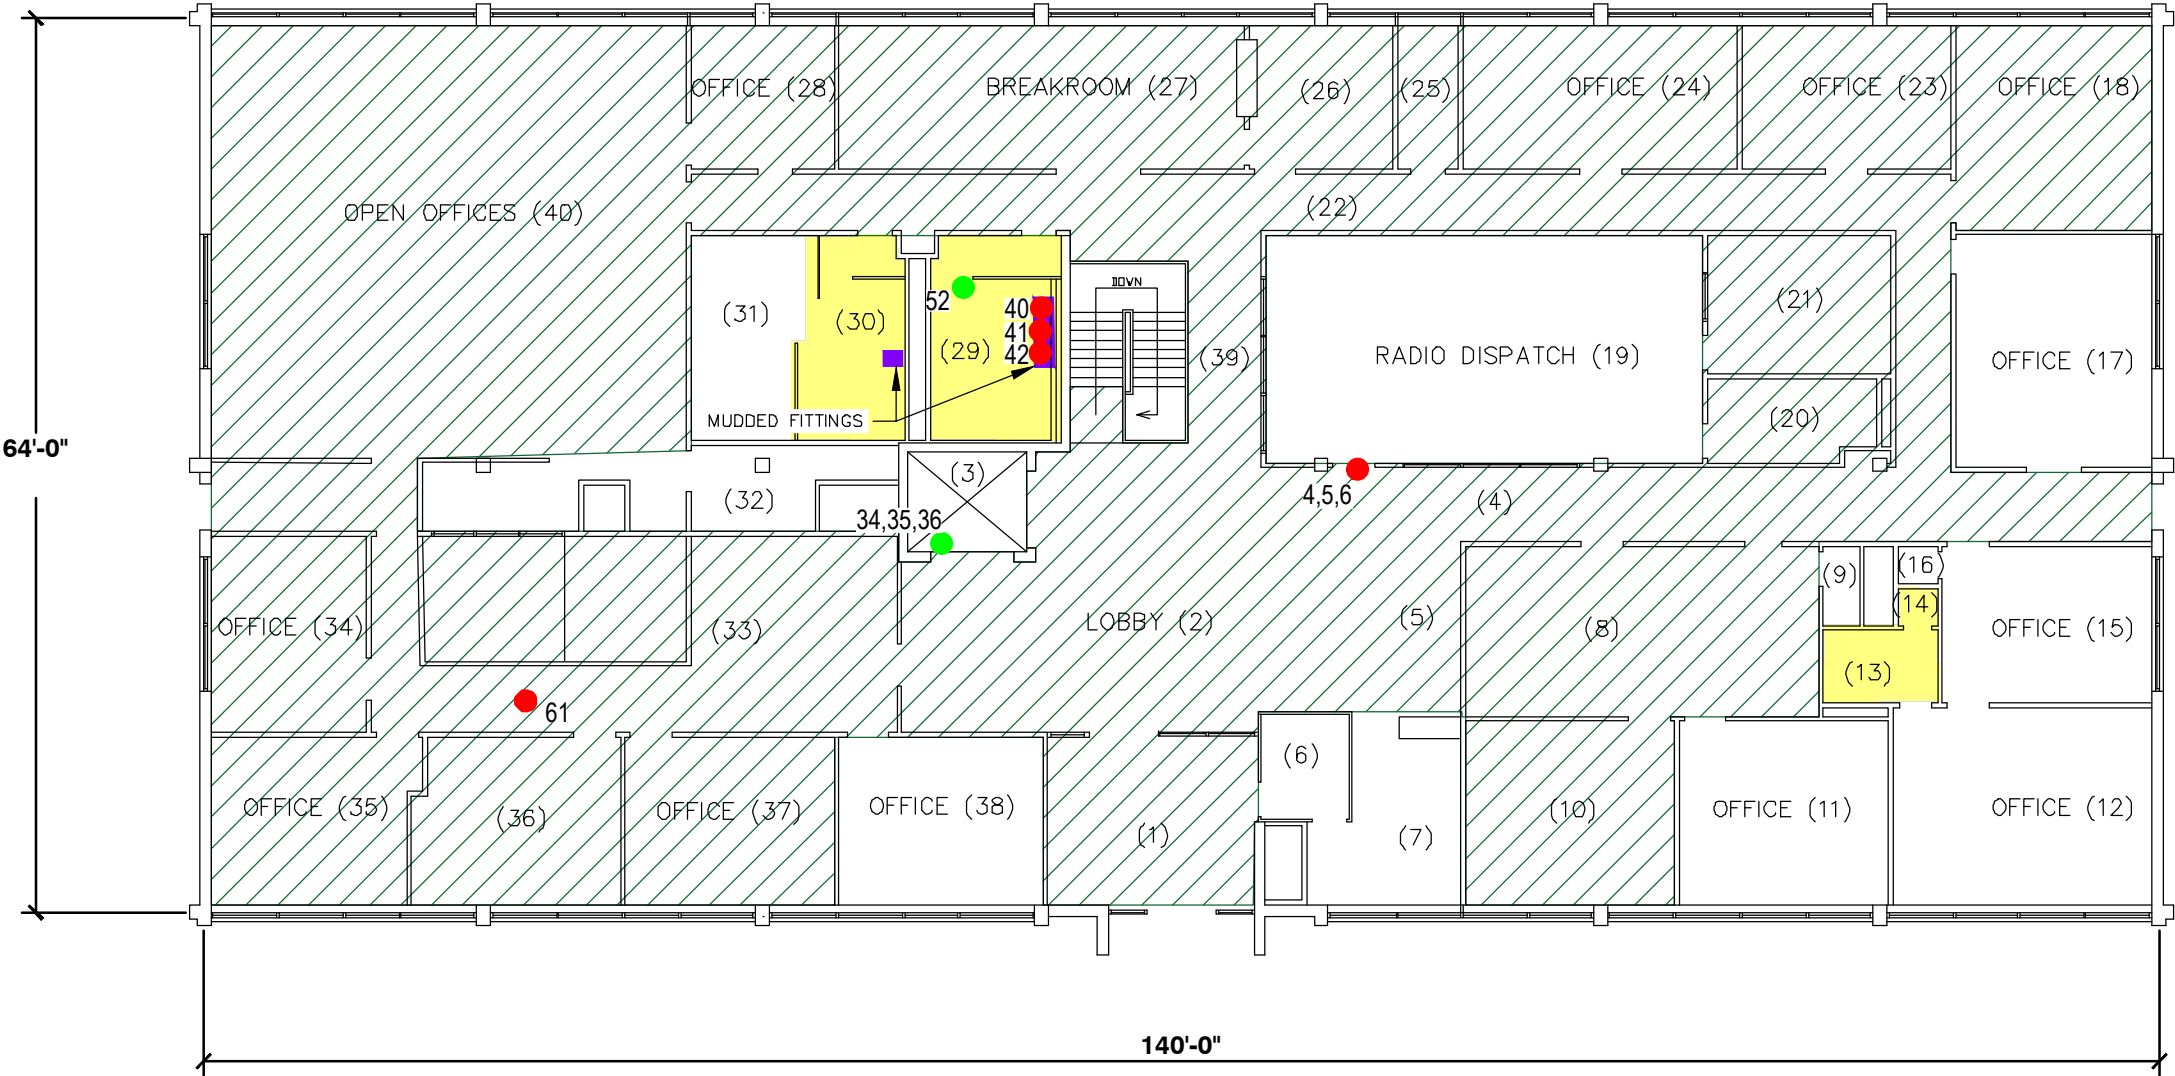 OFFICE (28)
BREAKROOM (27)
(26)
(25)
OFFICE (24)
OFFICE (23)
OFFICE (18)
OPEN OFFICES (40)
(22)
DOWN
52
40
(31)
(30)
41
(29)
42
(39)
RADIO DISPATCH (19)
(21)
OFFICE (17)
MUDDED FITTINGS
(20)
64'-0"
(3)
(32)
4,5,6
(4)
34,35,36
(9)
(16)
(14)
OFFICE (34)
(33)
LOBBY (2)
(5)
(8)
OFFICE (15)
(13)
61
(6)
OFFICE (35)
(36)
OFFICE (37)
OFFICE (38)
(1)
(7)
(10)
OFFICE (11)
OFFICE (12)
140'-0"